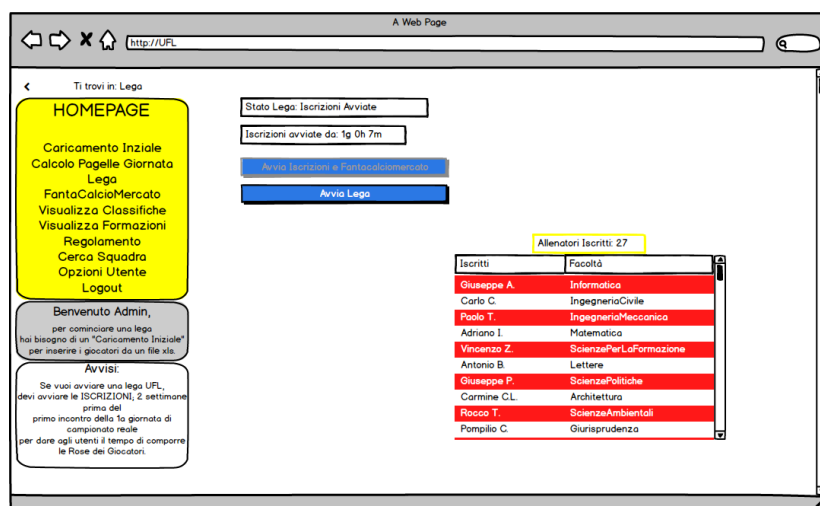 A Web Page
http://UFL
Ti trovi in: Lega
HOMEPAGE
Caricamento Inziale
Calcolo Pagelle Giornata
Lega
FantaCalcioMercato
Visualizza Classifiche
Visualizza Formazioni
Regolamento
Cerca Squadra
Opzioni Utente
Logout
Benvenuto Admin,
per cominciare una lega
hai bisogno di un "Caricamento Iniziale"
per inserire i giocatori da un file xls.
Avvisi:
Se vuoi avviare una lega UFL,
devi avviare le ISCRIZIONI, 2 settimane
prima del
primo incontro della 1a giornata di
campionato reale
per dare agli utenti il tempo di comporre
le Rose dei Giocatori.
Stato Lega: Iscrizioni Avviate
Iscrizioni avviate da: 1g 0h 7m
Avvia Iscrizioni e Fantacalciomercato
Avvia Lega
Allenatori Iscritti: 27
Iscritti Facoltà
Giuseppe A. Informatica
Carlo C. IngegneriaCivile
Paolo T. IngegneriaMeccanica
Adriano I. Matematica
Vincenzo Z. ScienzePerLaFormazione
Antonio B. Lettere
Giuseppe P. ScienzePolitiche
Carmine C.L. Architettura
Rocco T. ScienzeAmbientali
Pompilio C. Giurisprudenza